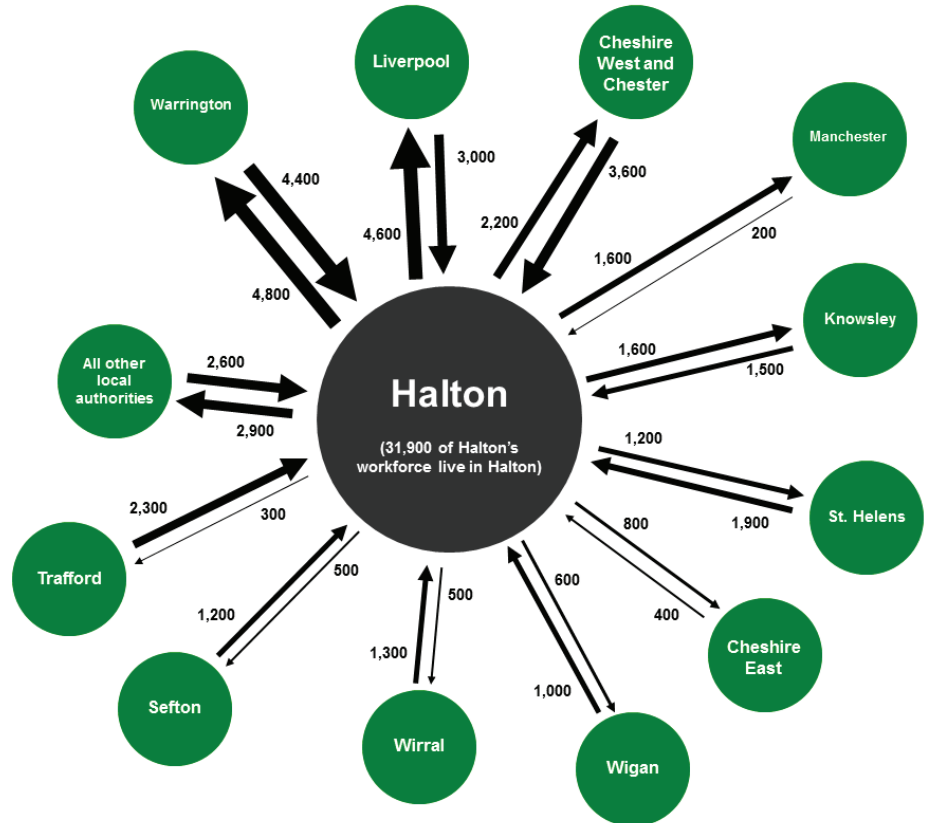 Liverpool
Cheshire
West and
Chester
Warrington
Manchester
4,400
3,000
3,600
2,200
4,600
200
1,600
4,800
Knowsley
All other
local
authorities
2,600
2,900
1,600
1,500
Halton
(31,900 of Halton's
workforce live in Halton)
1,200
1,900
St. Helens
2,300
300
800
400
Trafford
500
1,200
500
1,300
600
1,000
Cheshire
East
Sefton
Wirral
Wigan